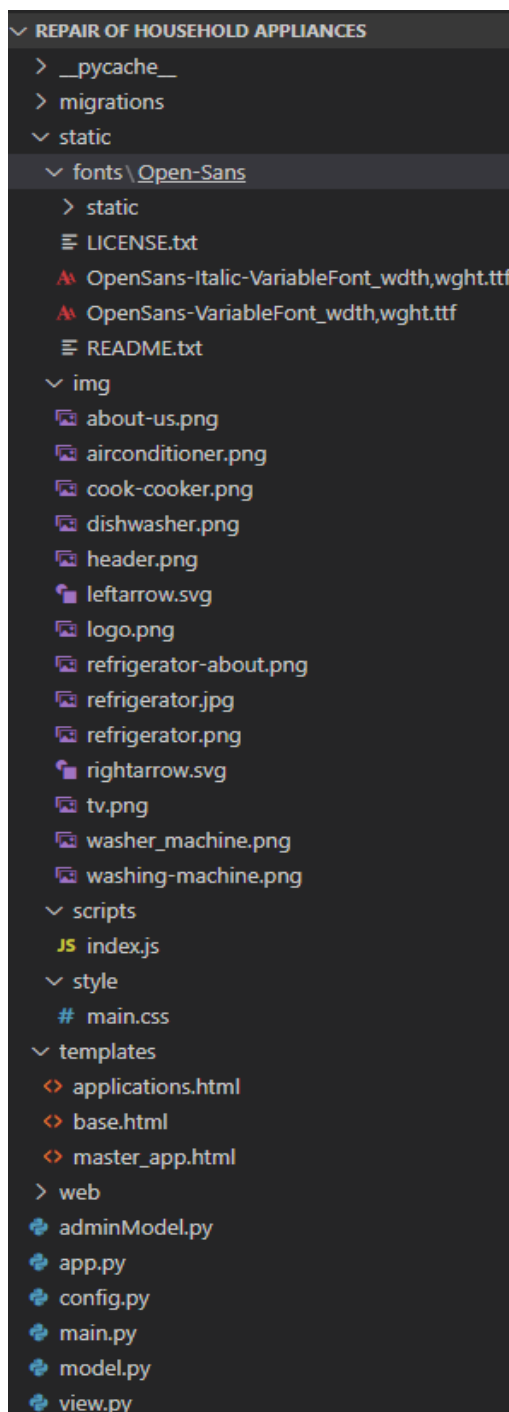 REPAIR OF HOUSEHOLD APPLIANCES
__pycache__
migrations
static
fonts\Open-Sans
static
LICENSE.txt
OpenSans-Italic-VariableFont_wdth,wght.ttf
OpenSans-VariableFont_wdth,wght.ttf
README.txt
img
about-us.png
airconditioner.png
cook-cooker.png
dishwasher.png
header.png
leftarrow.svg
logo.png
refrigerator-about.png
refrigerator.jpg
refrigerator.png
rightarrow.svg
tv.png
washer_machine.png
washing-machine.png
scripts
JS index.js
style
# main.css
templates
<> applications.html
<> base.html
<> master_app.html
web
adminModel.py
app.py
config.py
main.py
model.py
view.py